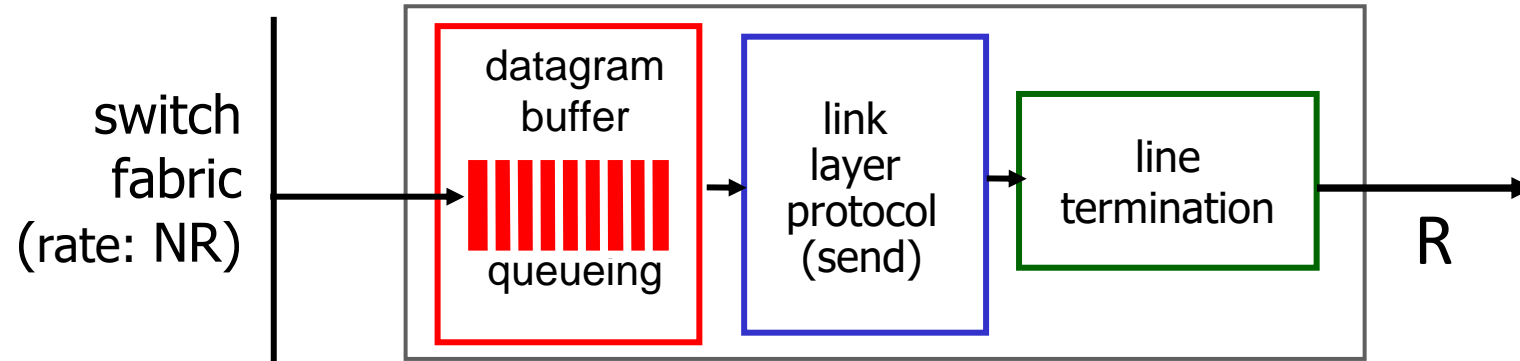 switch
fabric
(rate: NR)
datagram
buffer
queueing
link
layer
protocol
(send)
line
termination
R